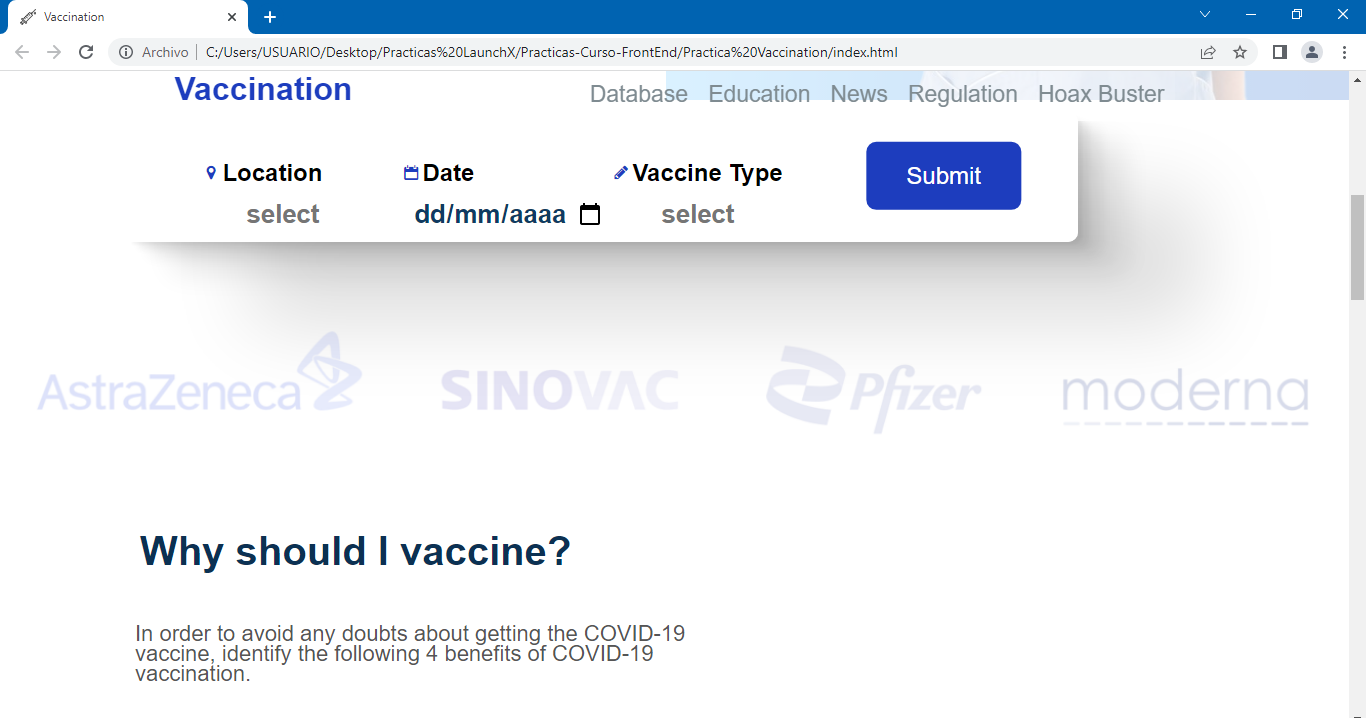 Vaccination
Archivo C:/Users/USUARIO/Desktop/Practicas%20LaunchX/Practicas-Curso-FrontEnd/Practica%20Vaccination/index.html
Vaccination Database Education News Regulation Hoax Buster
Location Date Vaccine Type Submit
select dd/mm/aaaa select
AstraZeneca SINOVAC Pfizer moderna
Why should I vaccine?
In order to avoid any doubts about getting the COVID-19
vaccine, identify the following 4 benefits of COVID-19
vaccination.